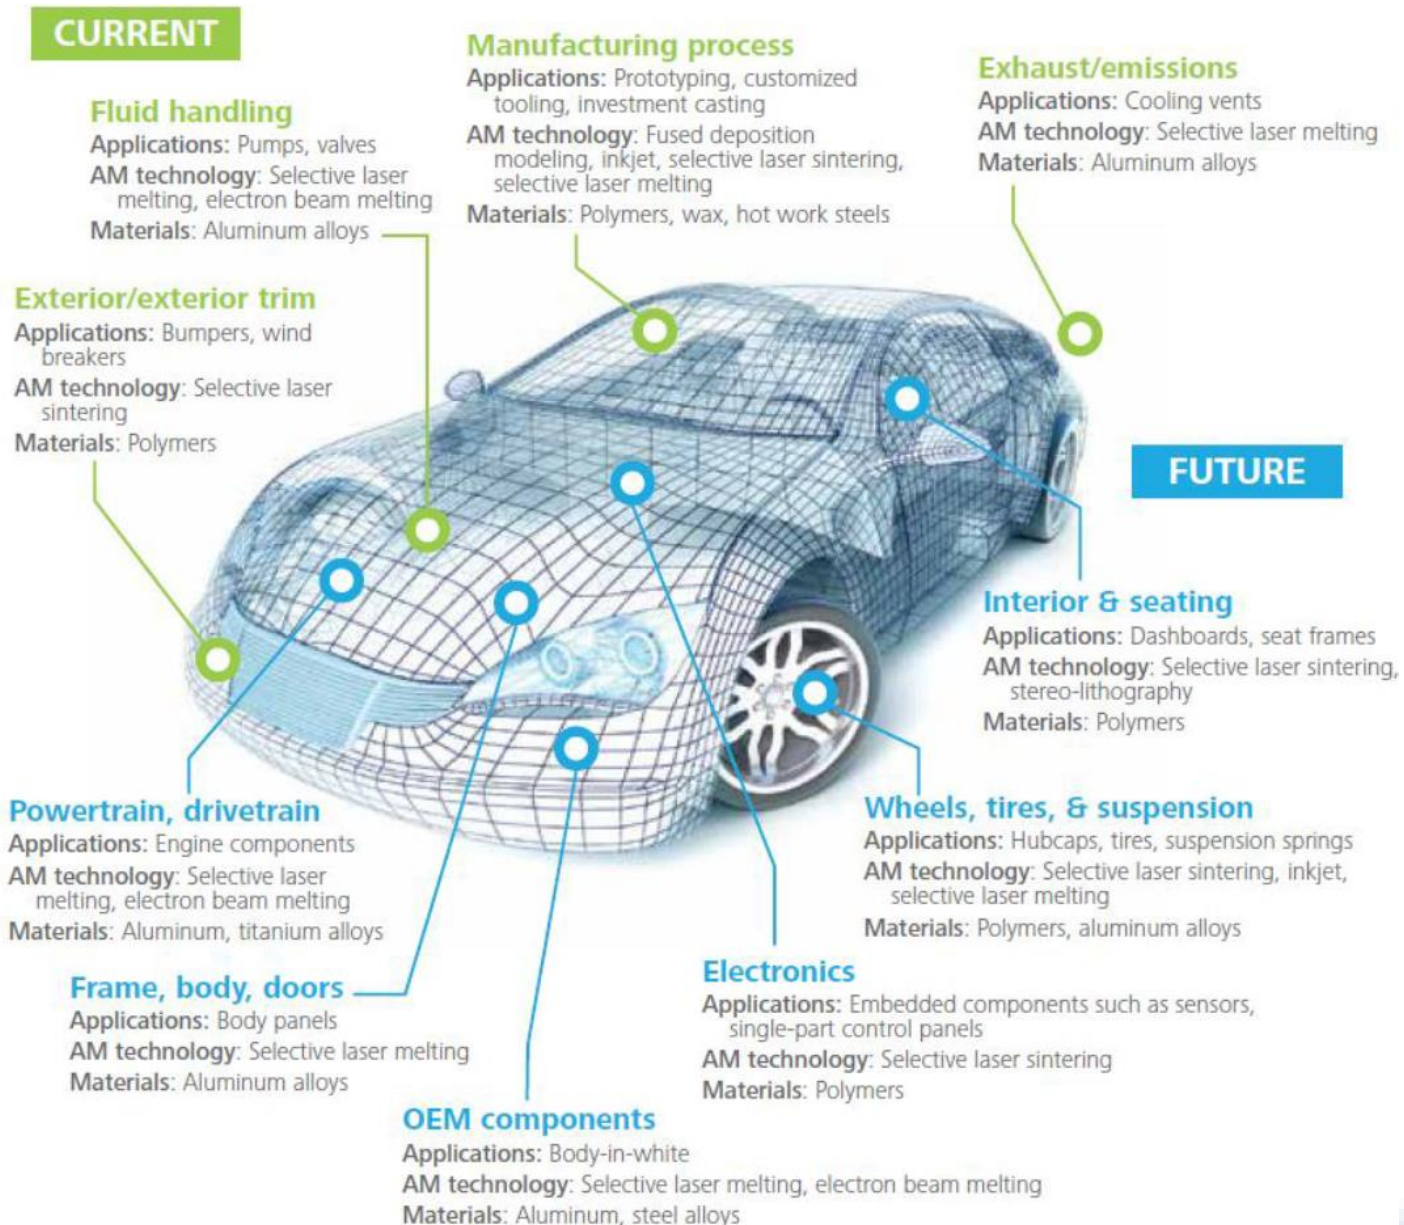 CURRENT
Manufacturing process
Applications: Prototyping, customized
tooling, investment casting
AM technology: Fused deposition
modeling, inkjet, selective laser sintering,
selective laser melting
Materials: Polymers, wax, hot work steels
Exhaust/emissions
Applications: Cooling vents
AM technology: Selective laser melting
Materials: Aluminum alloys
Fluid handling
Applications: Pumps, valves
AM technology: Selective laser
melting, electron beam melting
Materials: Aluminum alloys
Exterior/exterior trim
Applications: Bumpers, wind
breakers
AM technology: Selective laser
sintering
Materials: Polymers
FUTURE
Interior & seating
Applications: Dashboards, seat frames
AM technology: Selective laser sintering,
stereo-lithography
Materials: Polymers
Powertrain, drivetrain
Applications: Engine components
AM technology: Selective laser
melting, electron beam melting
Materials: Aluminum, titanium alloys
Wheels, tires, & suspension
Applications: Hubcaps, tires, suspension springs
AM technology: Selective laser sintering, inkjet,
selective laser melting
Materials: Polymers, aluminum alloys
Frame, body, doors
Applications: Body panels
AM technology: Selective laser melting
Materials: Aluminum alloys
Electronics
Applications: Embedded components such as sensors,
single-part control panels
AM technology: Selective laser sintering
Materials: Polymers
OEM components
Applications: Body-in-white
AM technology: Selective laser melting, electron beam melting
Materials: Aluminum, steel alloys